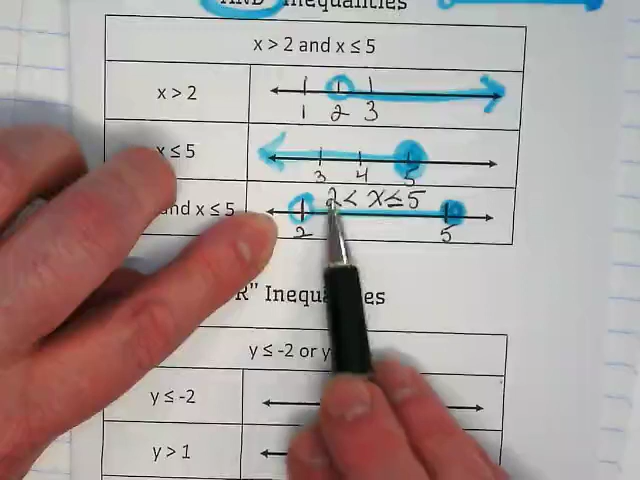 "AND" Inequalities
x > 2 and x ≤ 5
x > 2
1 2 3
x ≤ 5
3 4 5
and x ≤ 5
2 < x ≤ 5
2 5
Inequalities
y ≤ -2 or y
y ≤ -2
y > 1